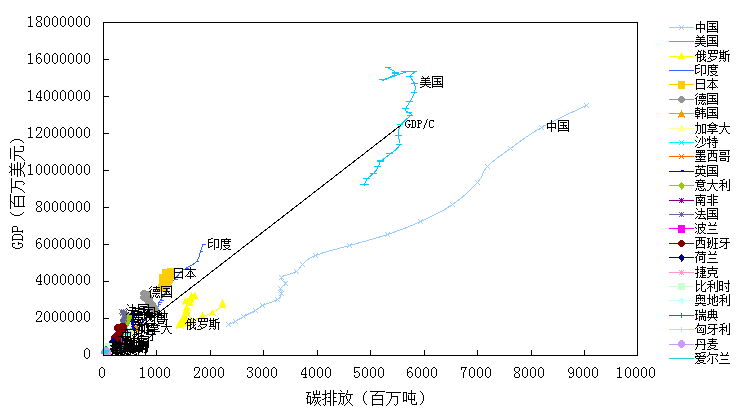 18000000
16000000
14000000
12000000
10000000
8000000
6000000
4000000
2000000
0
GDP（百万美元）
0
1000
2000
3000
4000
5000
6000
7000
8000
9000
10000
碳排放（百万吨）
美国
GDP/C
中国
印度
日本
德国
俄罗斯
法国
加拿大
中国
美国
俄罗斯
印度
日本
德国
韩国
加拿大
沙特
墨西哥
英国
意大利
南非
法国
波兰
西班牙
荷兰
捷克
比利时
奥地利
瑞典
匈牙利
丹麦
爱尔兰